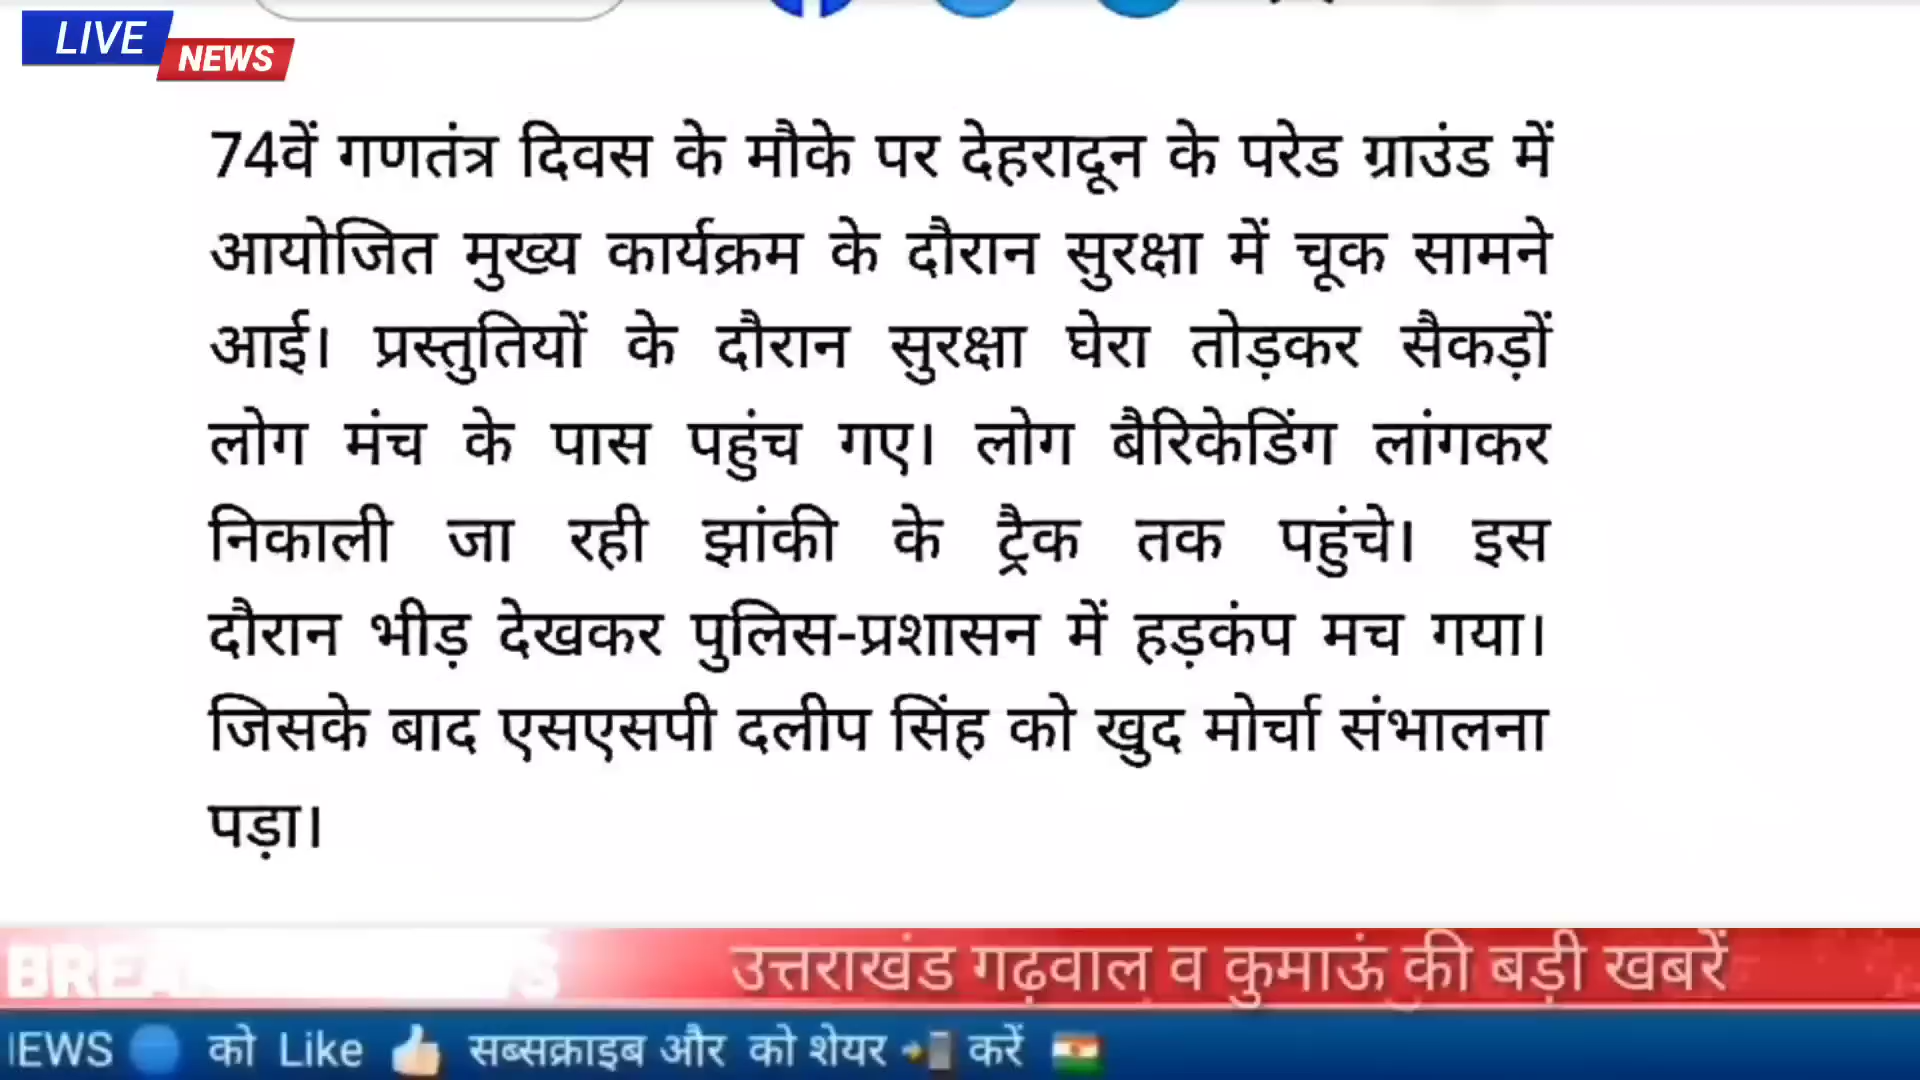 LIVE
NEWS
74वें गणतंत्र दिवस के मौके पर देहरादून के परेड ग्राउंड में
आयोजित मुख्य कार्यक्रम के दौरान सुरक्षा में चूक सामने
आई। प्रस्तुतियों के दौरान सुरक्षा घेरा तोड़कर सैकड़ों
लोग मंच के पास पहुंच गए। लोग बैरिकेडिंग लांगकर
निकाली जा रही झांकी के ट्रैक तक पहुंचे। इस
दौरान भीड़ देखकर पुलिस-प्रशासन में हड़कंप मच गया।
जिसके बाद एसएसपी दलीप सिंह को खुद मोर्चा संभालना
पड़ा।
उत्तराखंड गढ़वाल व कुमाऊं की बड़ी खबरें
को Like 👍 सब्सक्राइब और को शेयर 📲 करें 🇮🇳